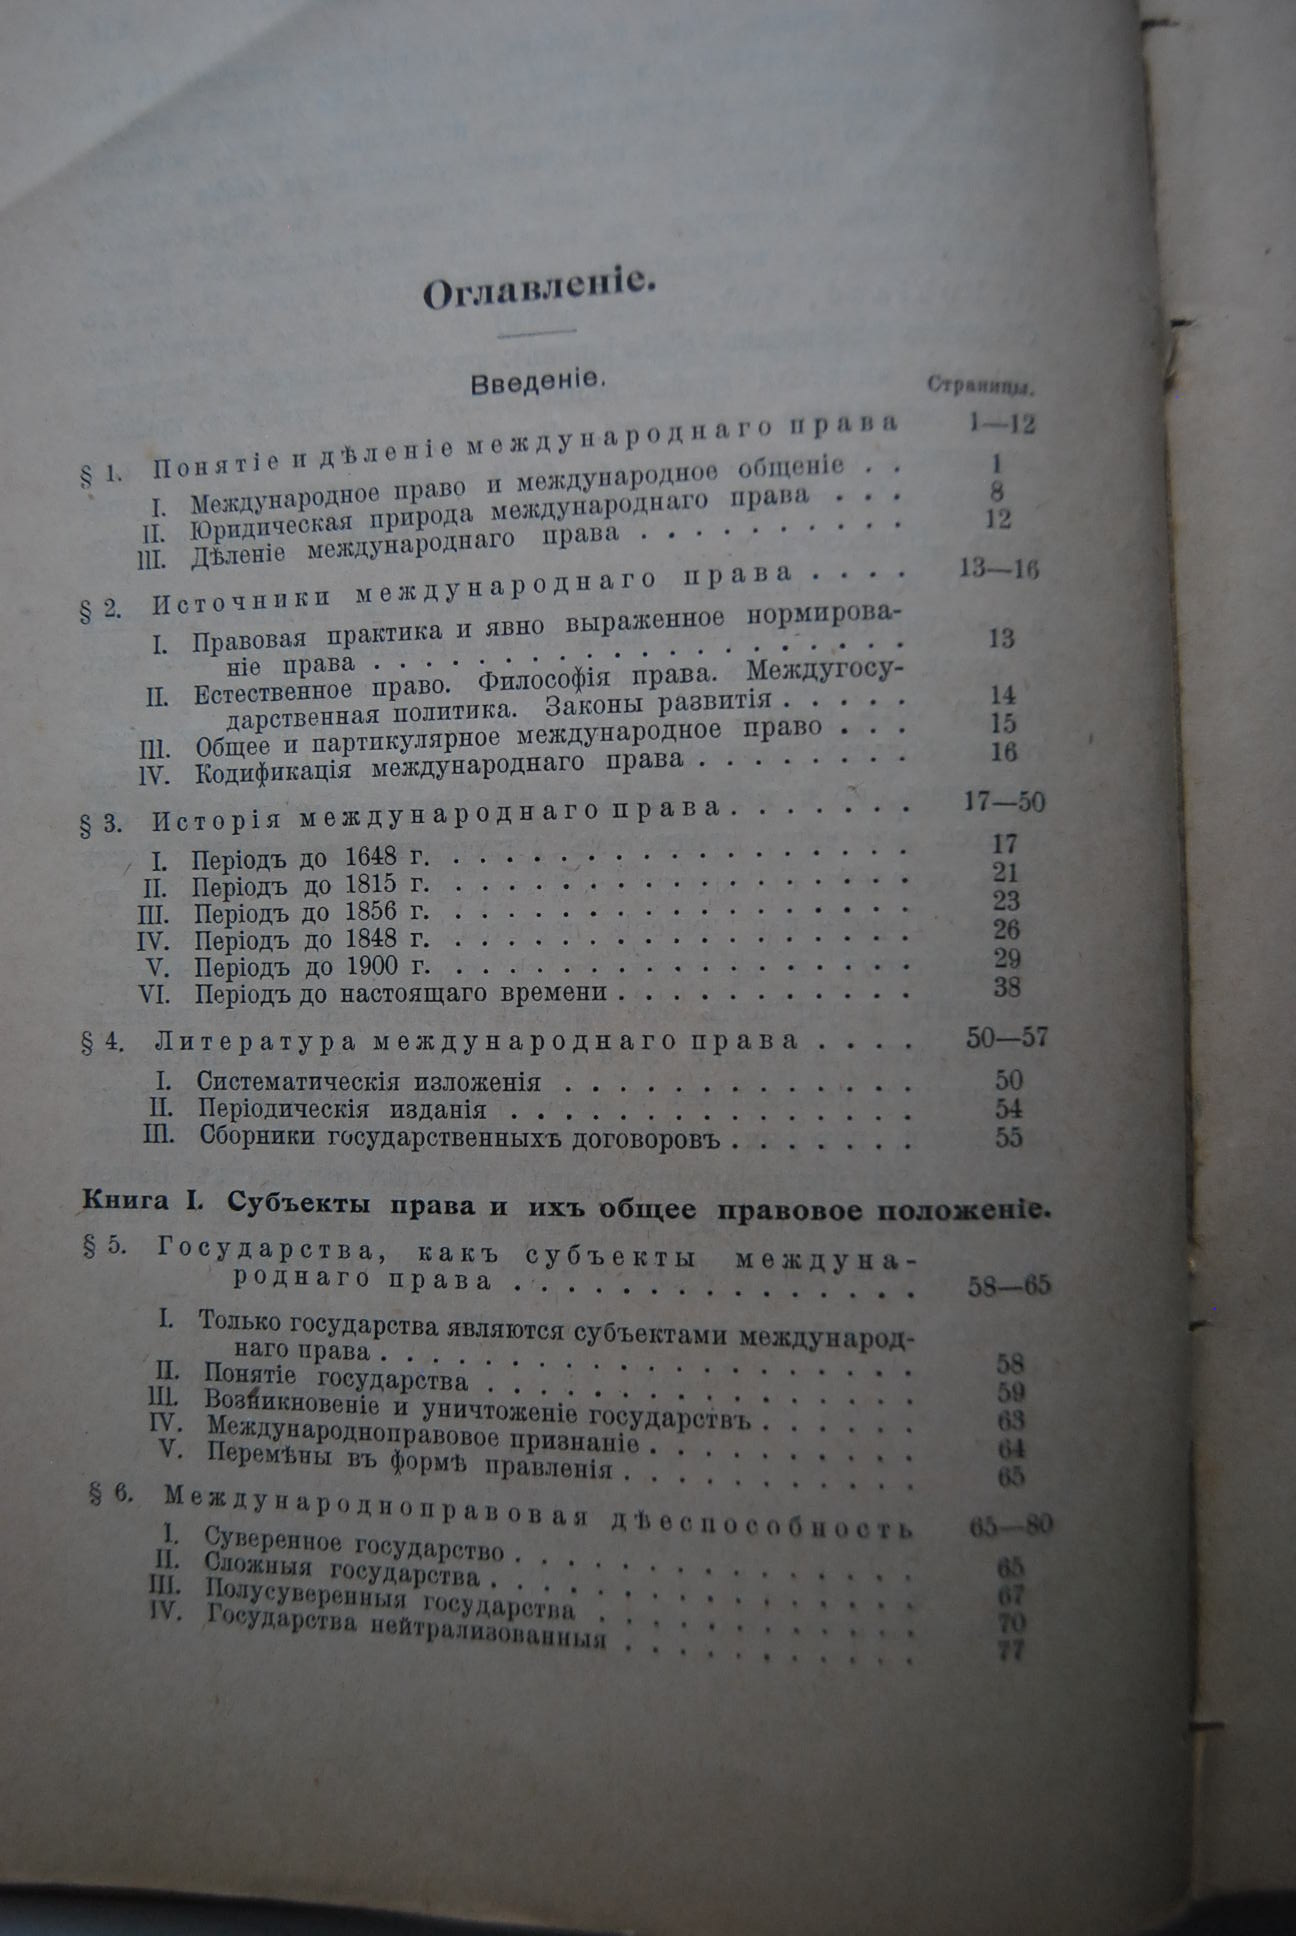 Оглавленіе.
Введеніе.
Страницы.
§ 1. Понятіе и дѣленіе международнаго права 1—12
I. Международное право и международное общеніе . . 1
II. Юридическая природа международнаго права . . . 8
III. Дѣленіе международнаго права . . . . . . . . . . 12
§ 2. Источники международнаго права . . . . 13—16
I. Правовая практика и явно выраженное нормирова-
ніе права . . . . . . . . . . . . . . . . . . . . 13
II. Естественное право. Философія права. Междугосу-
дарственная политика. Законы развитія . . . . . 14
III. Общее и партикулярное международное право . . . 15
IV. Кодификація международнаго права . . . . . . . . 16
§ 3. Исторія международнаго права . . . . . . . 17—50
I. Періодъ до 1648 г. . . . . . . . . . . . . . . . . . 17
II. Періодъ до 1815 г. . . . . . . . . . . . . . . . . . 21
III. Періодъ до 1856 г. . . . . . . . . . . . . . . . . . 23
IV. Періодъ до 1848 г. . . . . . . . . . . . . . . . . . 26
V. Періодъ до 1900 г. . . . . . . . . . . . . . . . . . 29
VI. Періодъ до настоящаго времени . . . . . . . . . . . 38
§ 4. Литература международнаго права . . . . 50—57
I. Систематическія изложенія . . . . . . . . . . . . . 50
II. Періодическія изданія . . . . . . . . . . . . . . . 54
III. Сборники государственныхъ договоровъ . . . . . . . 55
Книга I. Субъекты права и ихъ общее правовое положеніе.
§ 5. Государства, какъ субъекты междуна-
роднаго права . . . . . . . . . . . . . . . 58—65
I. Только государства являются субъектами международ-
наго права . . . . . . . . . . . . . . . . . . . . 58
II. Понятіе государства . . . . . . . . . . . . . . . . 59
III. Возникновеніе и уничтоженіе государствъ . . . . . . 63
IV. Международноправовое признаніе . . . . . . . . . . 64
V. Перемѣны въ формѣ правленія . . . . . . . . . . . 65
§ 6. Международноправовая дѣеспособность 65—80
I. Суверенное государство . . . . . . . . . . . . . . . 65
II. Сложныя государства . . . . . . . . . . . . . . . . 67
III. Полусуверенныя государства . . . . . . . . . . . . 70
IV. Государства нейтрализованныя . . . . . . . . . . . 77